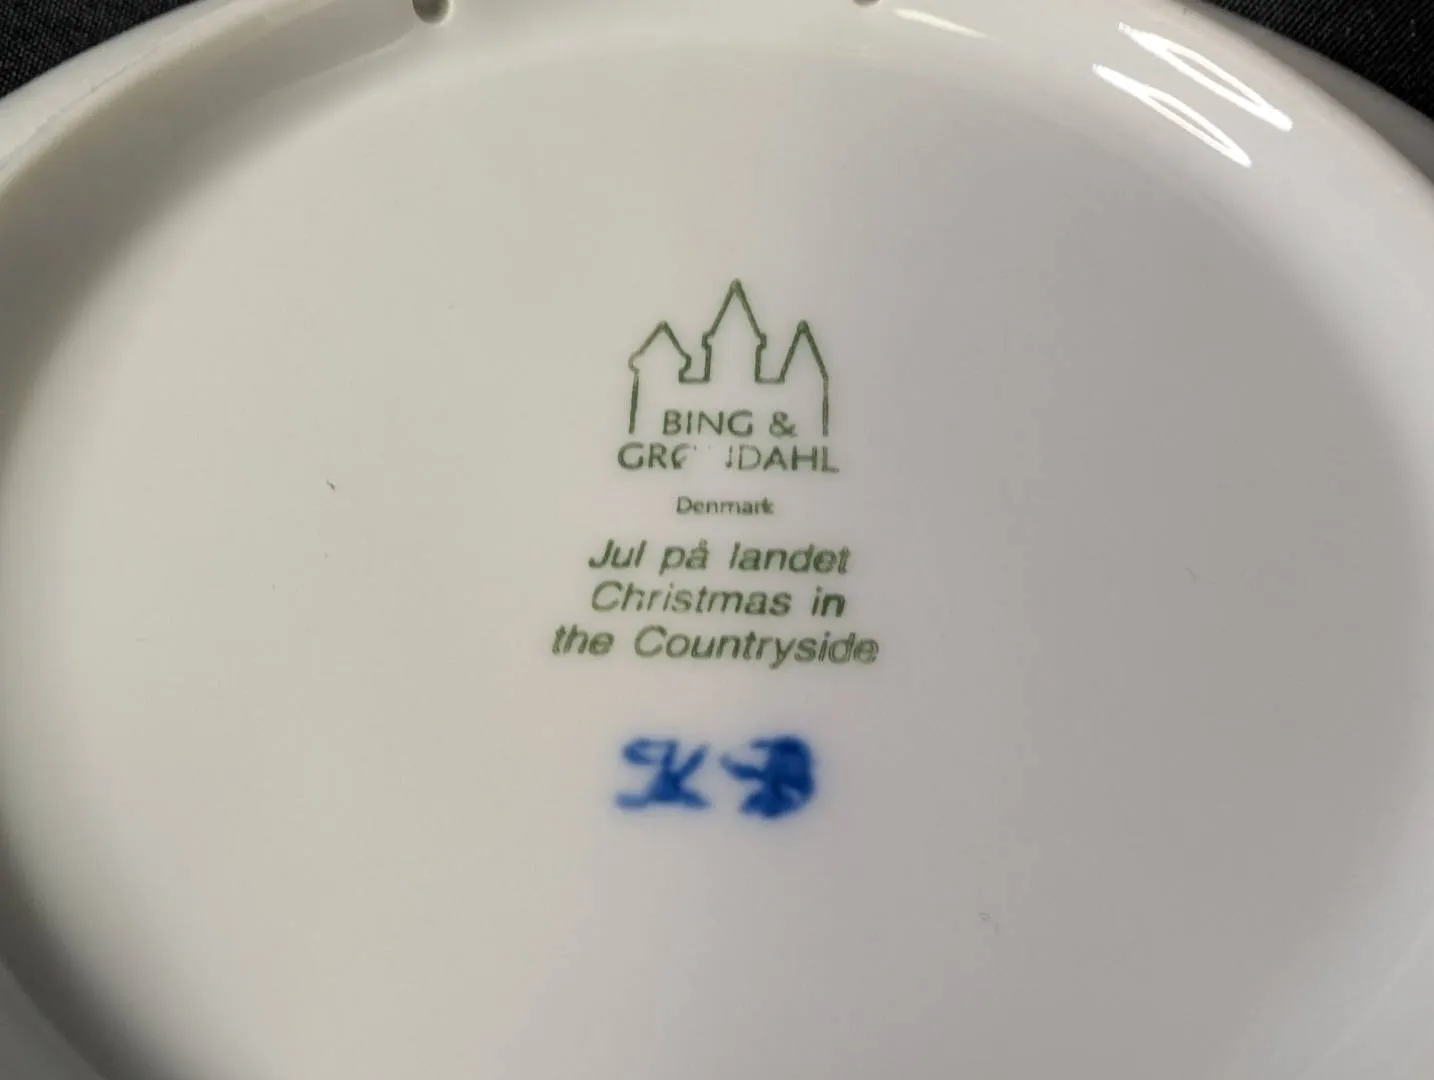 BING &
Denmark
Jul på landet
Christmas in
the Countryside